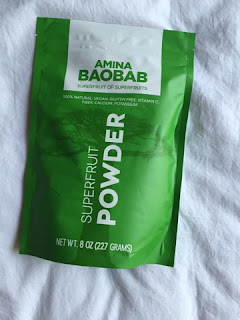 AMINA
BAOBAB
SUPERFRUIT OF SUPERFRUITS
100% NATURAL, VEGAN, GLUTEN FREE, VITAMIN C,
FIBER, CALCIUM, POTASSIUM
SUPERFRUIT
POWDER
NET WT. 8 OZ (227 GRAMS)